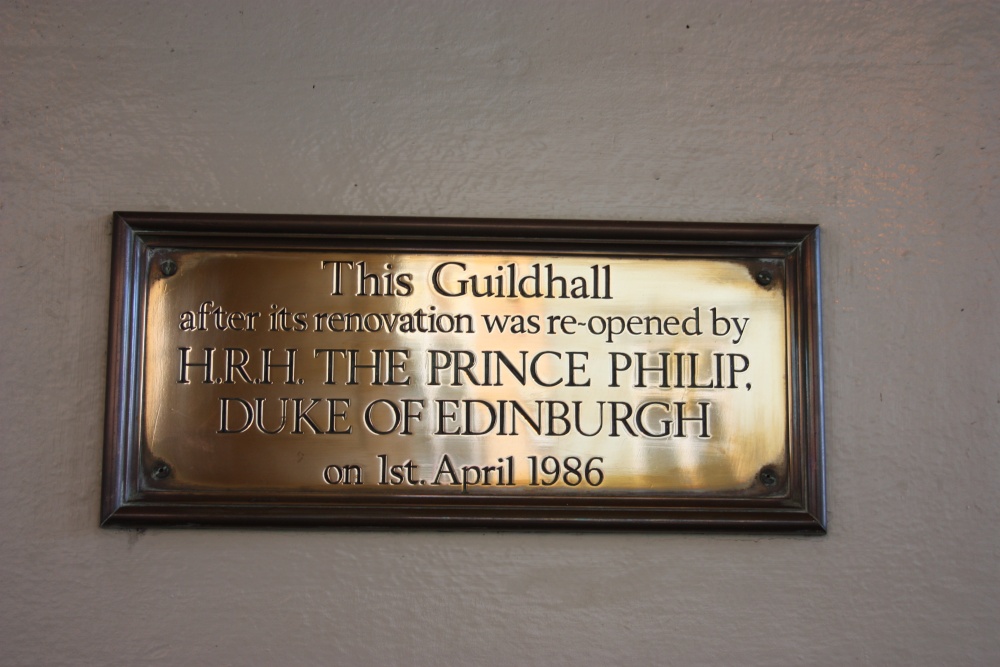 This Guildhall
after its renovation was re-opened by
H.R.H. THE PRINCE PHILIP,
DUKE OF EDINBURGH
on 1st. April 1986